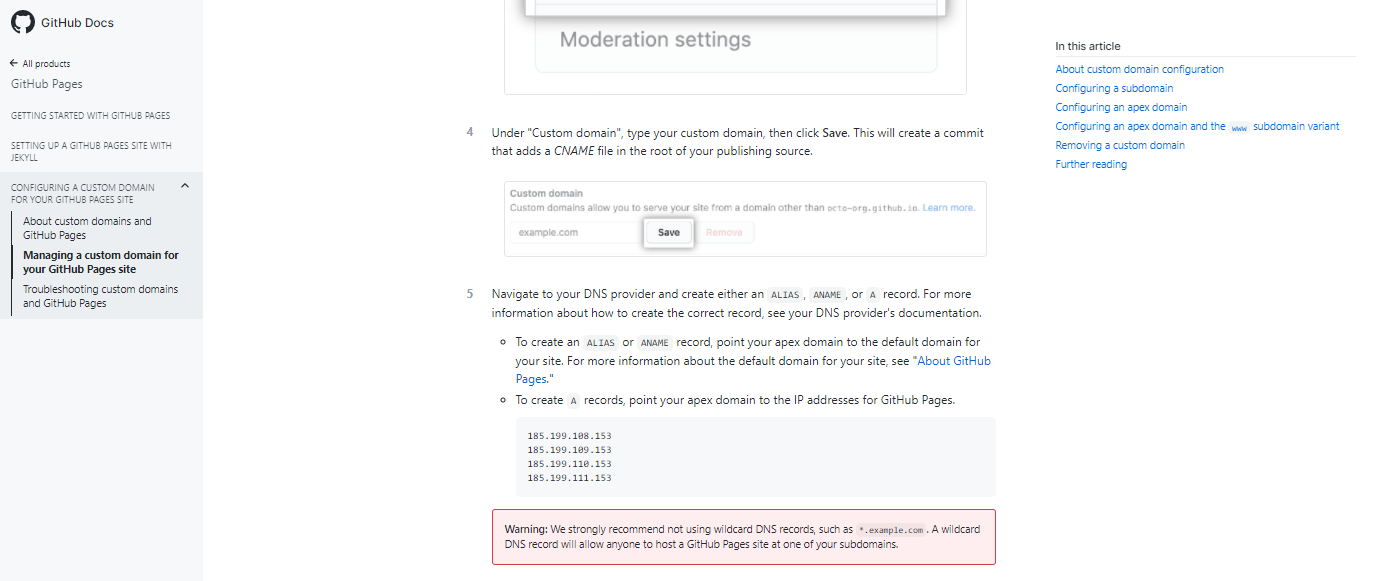 GitHub Docs
All products
GitHub Pages
GETTING STARTED WITH GITHUB PAGES
SETTING UP A GITHUB PAGES SITE WITH
JEKYLL
CONFIGURING A CUSTOM DOMAIN
FOR YOUR GITHUB PAGES SITE
About custom domains and
GitHub Pages
Managing a custom domain for
your GitHub Pages site
Troubleshooting custom domains
and GitHub Pages
Moderation settings
4 Under "Custom domain", type your custom domain, then click Save. This will create a commit
that adds a CNAME file in the root of your publishing source.
Custom domain
Custom domains allow you to serve your site from a domain other than octo-org.github.io. Learn more.
example.com Save Remove
5 Navigate to your DNS provider and create either an ALIAS, ANAME, or A record. For more
information about how to create the correct record, see your DNS provider's documentation.
To create an ALIAS or ANAME record, point your apex domain to the default domain for
your site. For more information about the default domain for your site, see "About GitHub
Pages."
To create A records, point your apex domain to the IP addresses for GitHub Pages.
185.199.108.153
185.199.109.153
185.199.110.153
185.199.111.153
Warning: We strongly recommend not using wildcard DNS records, such as *.example.com. A wildcard
DNS record will allow anyone to host a GitHub Pages site at one of your subdomains.
In this article
About custom domain configuration
Configuring a subdomain
Configuring an apex domain
Configuring an apex domain and the www subdomain variant
Removing a custom domain
Further reading